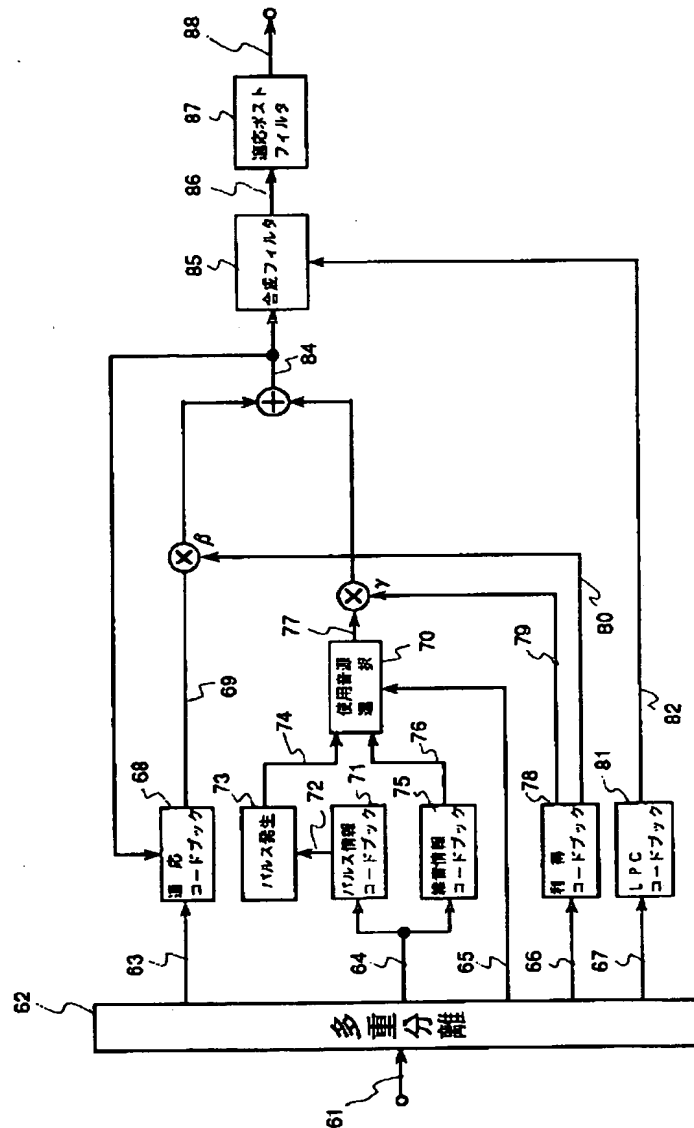 61
62
多重分離
63
64
65
66
67
68
適応
コードブック
69
73
パルス発生
72
71
パルス情報
コードブック
75
雑音情報
コードブック
74
76
70
使用音源
選択
77
78
利得
コードブック
79
80
81
LPC
コードブック
82
β
γ
84
85
合成フィルタ
86
87
適応ポスト
フィルタ
88